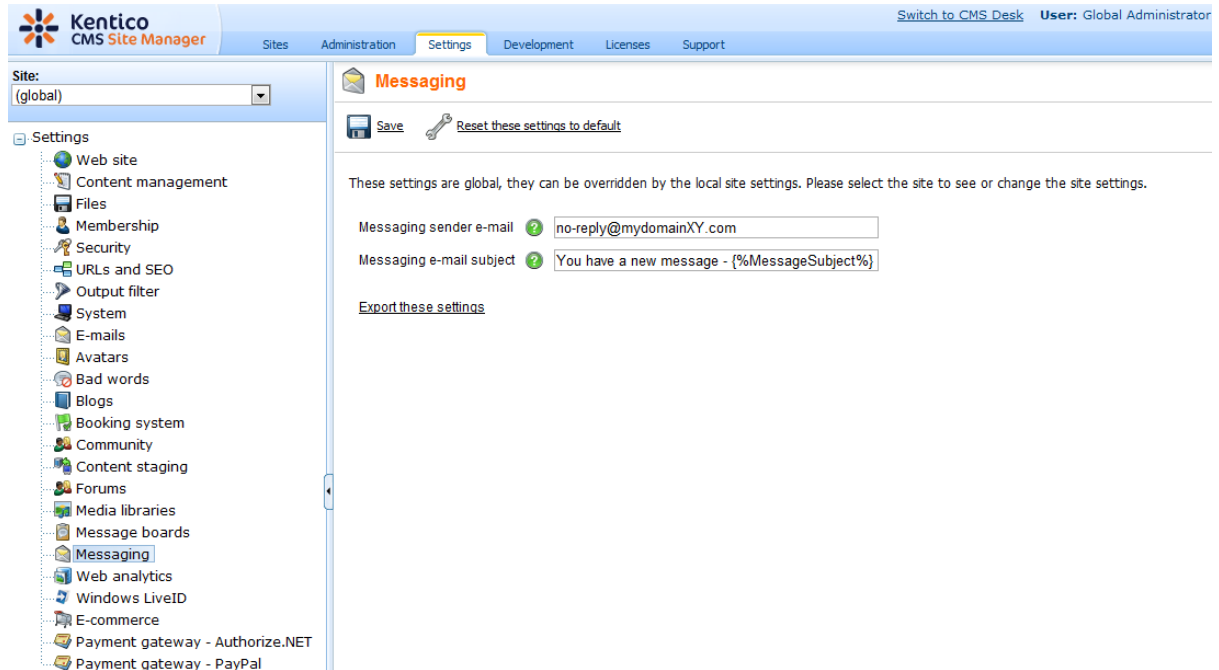 Kentico
CMS Site Manager
Switch to CMS Desk User: Global Administrator
Sites Administration Settings Development Licenses Support
Site:
(global)
Settings
Web site
Content management
Files
Membership
Security
URLs and SEO
Output filter
System
E-mails
Avatars
Bad words
Blogs
Booking system
Community
Content staging
Forums
Media libraries
Message boards
Messaging
Web analytics
Windows LiveID
E-commerce
Payment gateway - Authorize.NET
Payment gateway - PayPal
Messaging
Save Reset these settings to default
These settings are global, they can be overridden by the local site settings. Please select the site to see or change the site settings.
Messaging sender e-mail ? no-reply@mydomainXY.com
Messaging e-mail subject ? You have a new message - {%MessageSubject%}
Export these settings